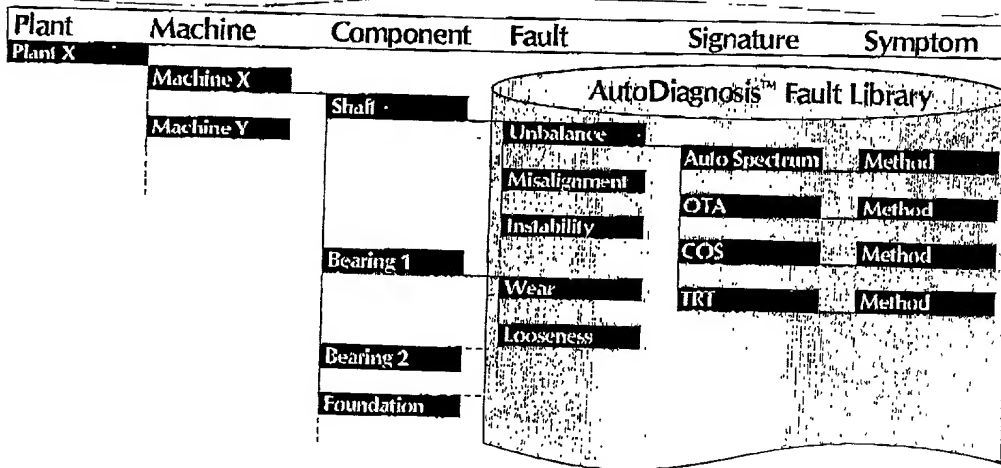 Plant Machine Component Fault Signature Symptom
Plant X
Machine X
AutoDiagnosis™ Fault Library
Shaft
Machine Y
Unbalance
Auto Spectrum Method
Misalignment
OTA Method
Instability
COS Method
Bearing 1
Wear
TRT Method
Looseness
Bearing 2
Foundation